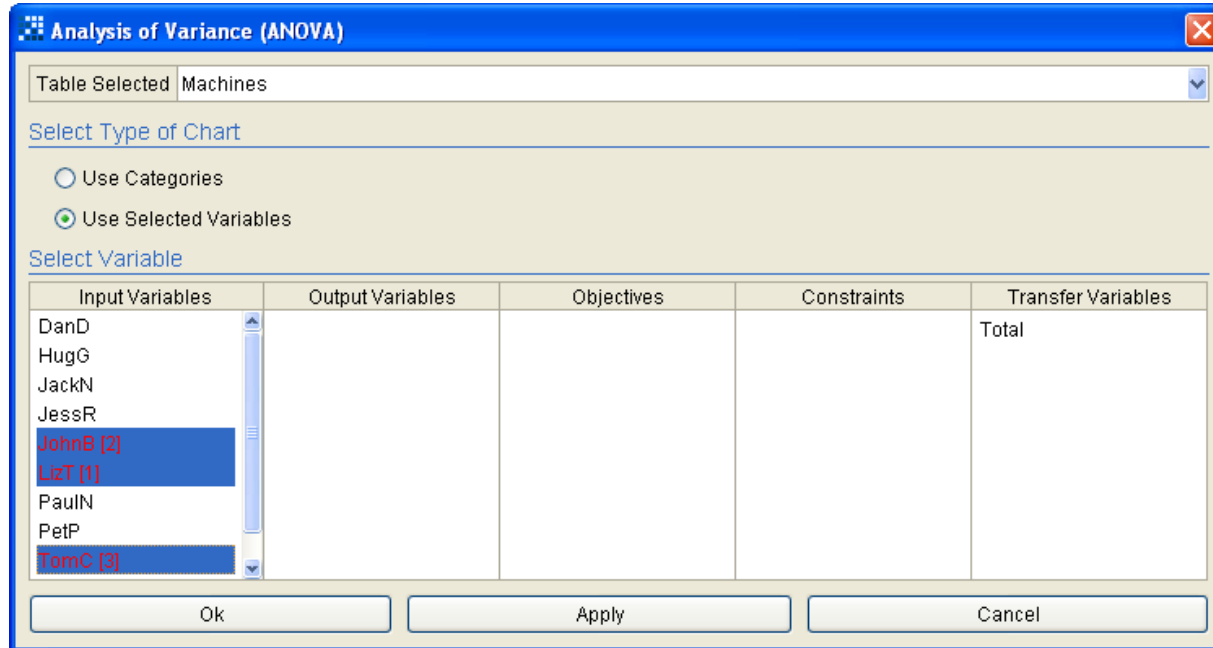 Analysis of Variance (ANOVA)
Table Selected Machines
Select Type of Chart
Use Categories
Use Selected Variables
Select Variable
Input Variables Output Variables Objectives Constraints Transfer Variables
DanD Total
HugG
JackN
JessR
JohnB [2]
LizT [1]
PaulN
PetP
TomC [3]
Ok Apply Cancel